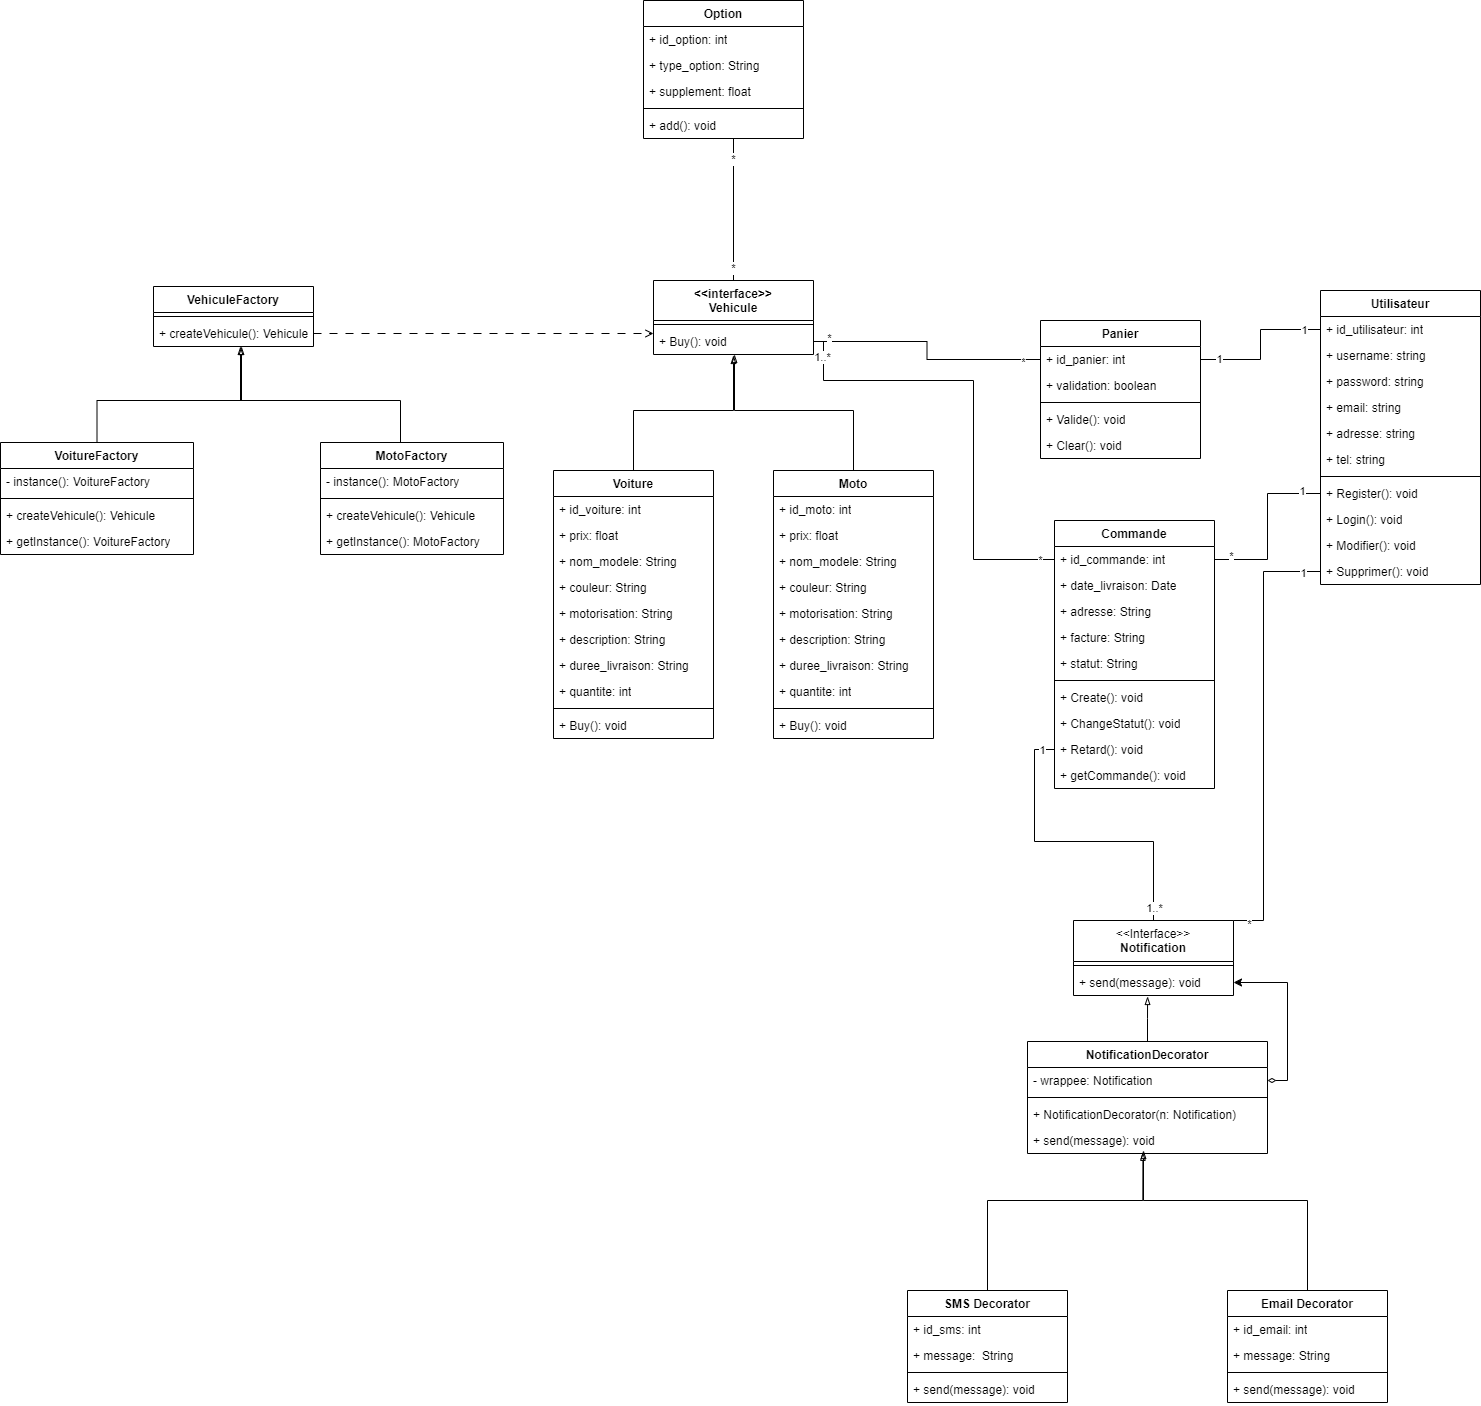 Option
+ id_option: int
+ type_option: String
+ supplement: float
+ add(): void
*
*
VehiculeFactory
+ createVehicule(): Vehicule
<<interface>>
Vehicule
+ Buy(): void
*
1..*
*
Panier
+ id_panier: int
+ validation: boolean
+ Valide(): void
+ Clear(): void
1
1
Utilisateur
+ id_utilisateur: int
+ username: string
+ password: string
+ email: string
+ adresse: string
+ tel: string
+ Register(): void
+ Login(): void
+ Modifier(): void
+ Supprimer(): void
1
1
VoitureFactory
- instance(): VoitureFactory
+ createVehicule(): Vehicule
+ getInstance(): VoitureFactory
MotoFactory
- instance(): MotoFactory
+ createVehicule(): Vehicule
+ getInstance(): MotoFactory
Voiture
+ id_voiture: int
+ prix: float
+ nom_modele: String
+ couleur: String
+ motorisation: String
+ description: String
+ duree_livraison: String
+ quantite: int
+ Buy(): void
Moto
+ id_moto: int
+ prix: float
+ nom_modele: String
+ couleur: String
+ motorisation: String
+ description: String
+ duree_livraison: String
+ quantite: int
+ Buy(): void
*
*
Commande
+ id_commande: int
+ date_livraison: Date
+ adresse: String
+ facture: String
+ statut: String
+ Create(): void
+ ChangeStatut(): void
+ Retard(): void
+ getCommande(): void
1
1..*
*
<<Interface>>
Notification
+ send(message): void
NotificationDecorator
- wrappee: Notification
+ NotificationDecorator(n: Notification)
+ send(message): void
SMS Decorator
+ id_sms: int
+ message:  String
+ send(message): void
Email Decorator
+ id_email: int
+ message: String
+ send(message): void